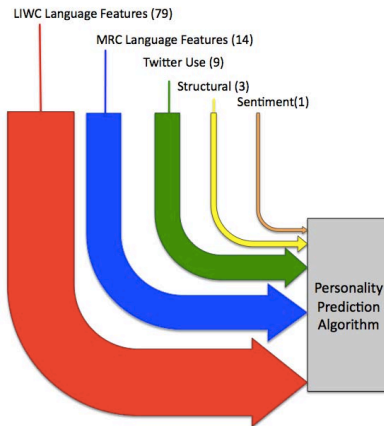 LIWC Language Features (79)
MRC Language Features (14)
Twitter Use (9)
Structural (3)
Sentiment(1)
Personality
Prediction
Algorithm